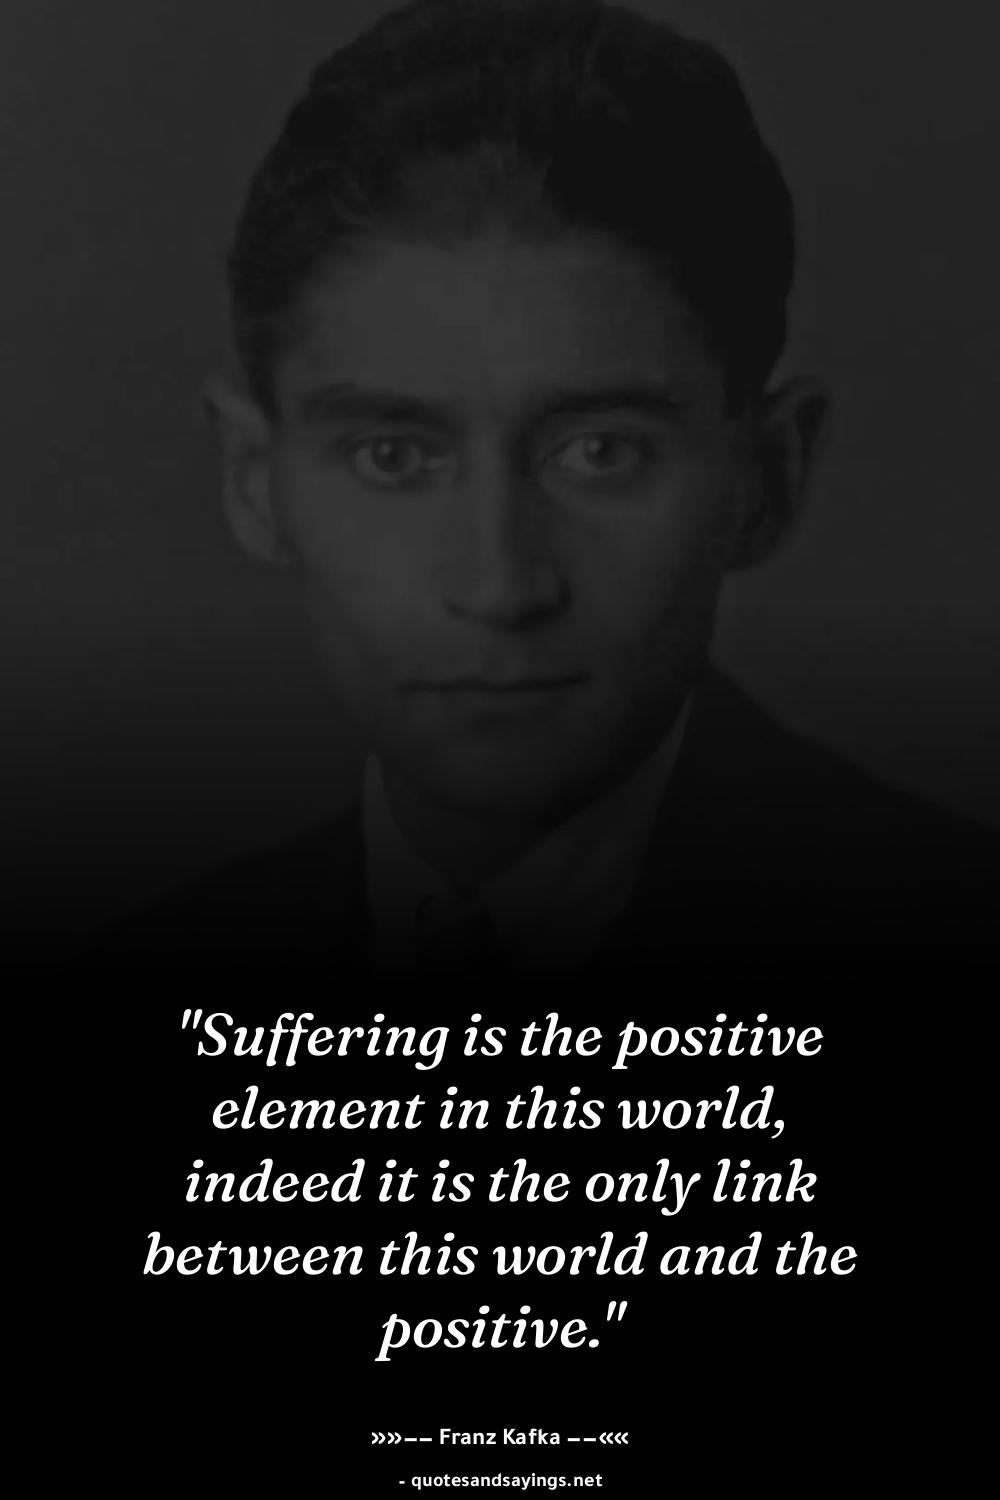 "Suffering is the positive
element in this world,
indeed it is the only link
between this world and the
positive."
»»−− Franz Kafka −−««
- quotesandsayings.net